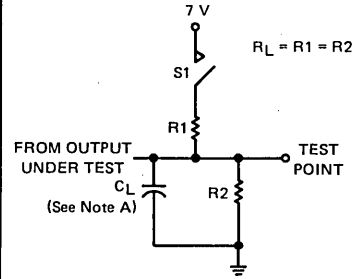 7 V
R_L = R1 = R2
S1
R1
FROM OUTPUT
UNDER TEST
TEST
POINT
C_L
(See Note A)
R2